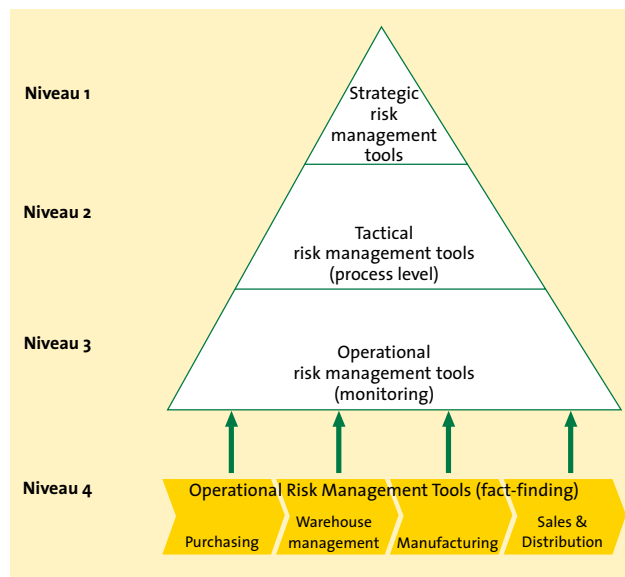 Niveau 1
Strategic
risk
management
tools
Niveau 2
Tactical
risk management tools
(process level)
Niveau 3
Operational
risk management tools
(monitoring)
Niveau 4
Operational Risk Management Tools (fact-finding)
Purchasing
Warehouse
management
Manufacturing
Sales &
Distribution